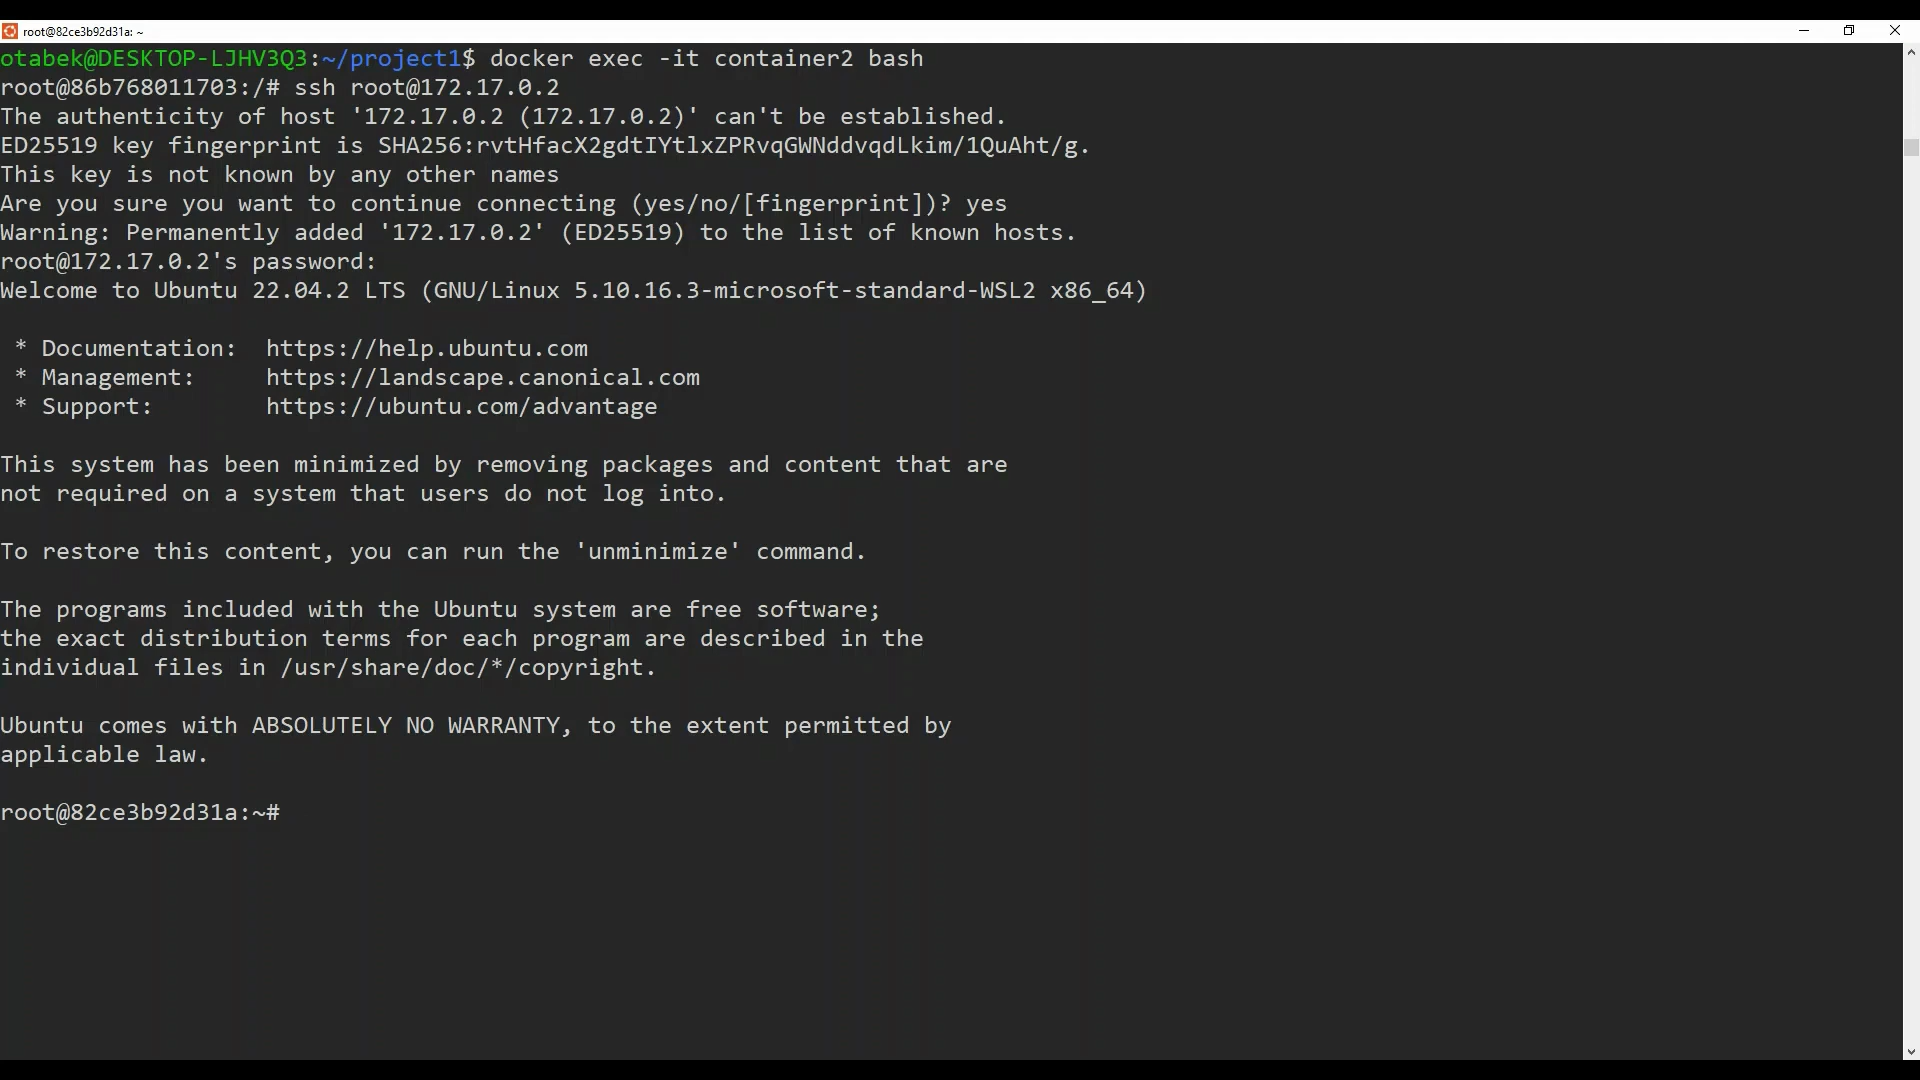 root@82ce3b92d31a: ~
otabek@DESKTOP-LJHV3Q3:~/project1$ docker exec -it container2 bash
root@86b768011703:/# ssh root@172.17.0.2
The authenticity of host '172.17.0.2 (172.17.0.2)' can't be established.
ED25519 key fingerprint is SHA256:rvtHfacX2gdtIYtlxZPRvqGWNddvqdLkim/1QuAht/g.
This key is not known by any other names
Are you sure you want to continue connecting (yes/no/[fingerprint])? yes
Warning: Permanently added '172.17.0.2' (ED25519) to the list of known hosts.
root@172.17.0.2's password:
Welcome to Ubuntu 22.04.2 LTS (GNU/Linux 5.10.16.3-microsoft-standard-WSL2 x86_64)
* Documentation:  https://help.ubuntu.com
* Management:     https://landscape.canonical.com
* Support:        https://ubuntu.com/advantage
This system has been minimized by removing packages and content that are
not required on a system that users do not log into.
To restore this content, you can run the 'unminimize' command.
The programs included with the Ubuntu system are free software;
the exact distribution terms for each program are described in the
individual files in /usr/share/doc/*/copyright.
Ubuntu comes with ABSOLUTELY NO WARRANTY, to the extent permitted by
applicable law.
root@82ce3b92d31a:~#